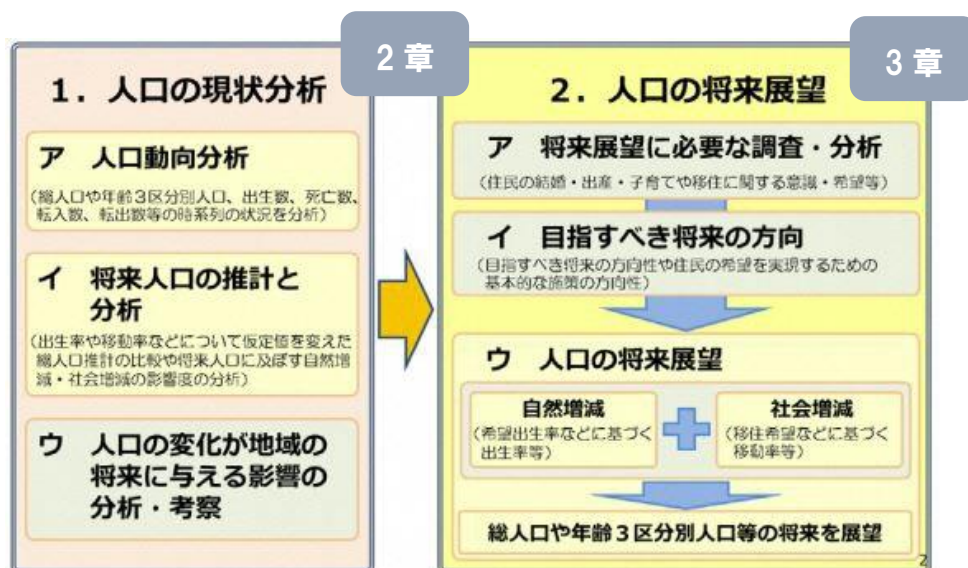 2 章
1．人口の現状分析
ア 人口動向分析
（総人口や年齢３区分別人口、出生数、死亡数、
転入数、転出数等の時系列の状況を分析）
イ 将来人口の推計と
分析
（出生率や移動率などについて仮定値を変えた
総人口推計の比較や将来人口に及ぼす自然増
減・社会増減の影響度の分析）
ウ 人口の変化が地域の
将来に与える影響の
分析・考察
3 章
2．人口の将来展望
ア 将来展望に必要な調査・分析
（住民の結婚・出産・子育てや移住に関する意識・希望等）
イ 目指すべき将来の方向
（目指すべき将来の方向性や住民の希望を実現するための
基本的な施策の方向性）
ウ 人口の将来展望
自然増減
（希望出生率などに基づく
出生率等）
社会増減
（移住希望などに基づく
移動率等）
総人口や年齢３区分別人口等の将来を展望
2